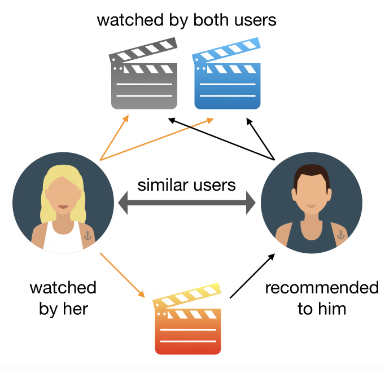 watched by both users
similar users
watched
by her
recommended
to him